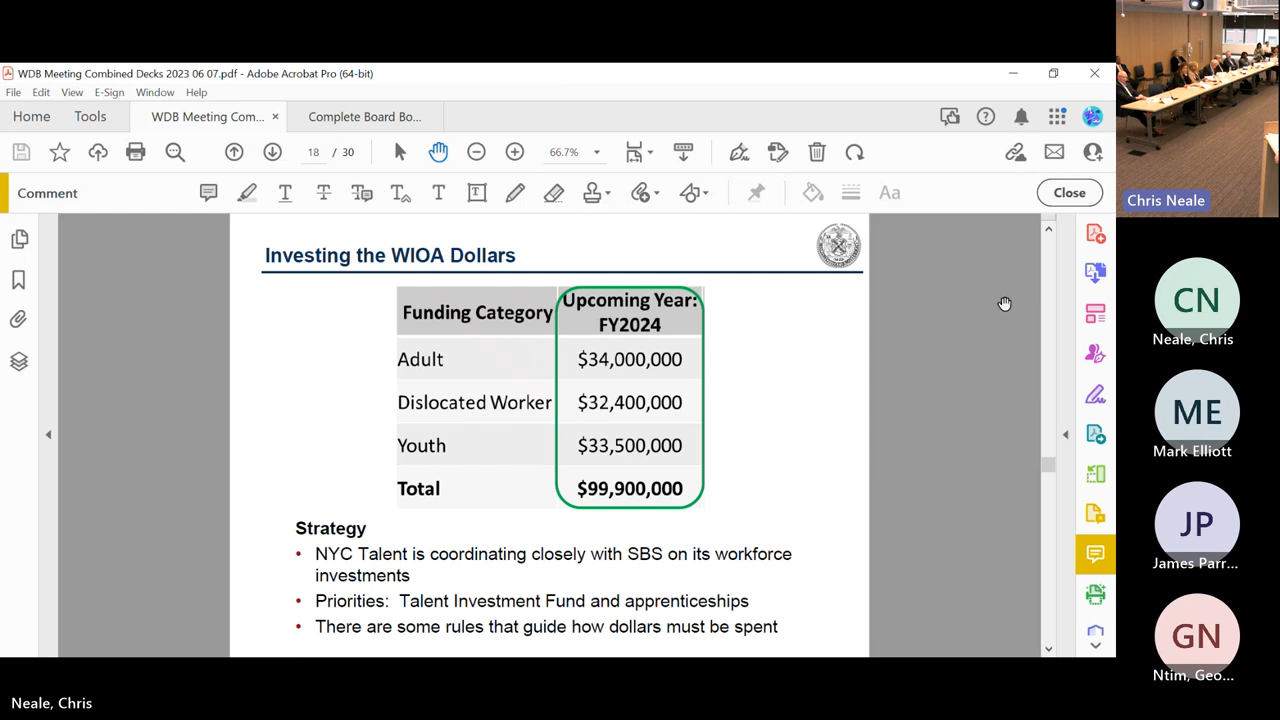 WDB Meeting Combined Decks 2023 06 07.pdf - Adobe Acrobat Pro (64-bit)
File Edit View E-Sign Window Help
Home Tools WDB Meeting Com... × Complete Board Bo...
18 / 30 66.7%
Comment Aa Close
Investing the WIOA Dollars
Funding Category Upcoming Year: FY2024
Adult $34,000,000
Dislocated Worker $32,400,000
Youth $33,500,000
Total $99,900,000
Strategy
• NYC Talent is coordinating closely with SBS on its workforce
investments
• Priorities: Talent Investment Fund and apprenticeships
• There are some rules that guide how dollars must be spent
Chris Neale
CN
Neale, Chris
ME
Mark Elliott
JP
James Parr...
GN
Ntim, Geo...
Neale, Chris